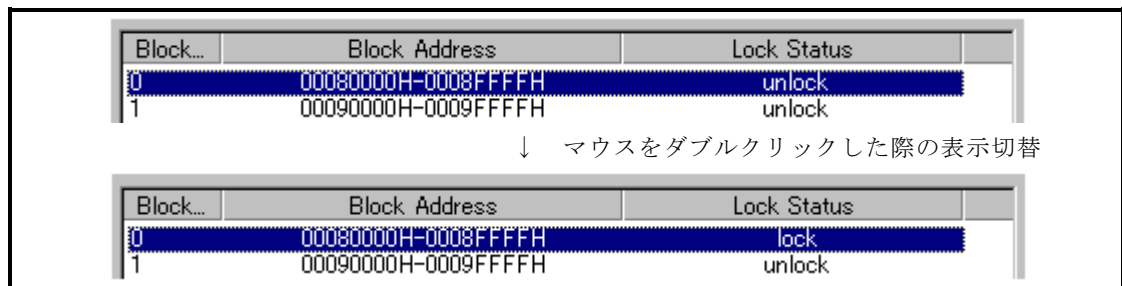 Block... Block Address Lock Status
0 00080000H-0008FFFFH unlock
1 00090000H-0009FFFFH unlock
↓ マウスをダブルクリックした際の表示切替
Block... Block Address Lock Status
0 00080000H-0008FFFFH lock
1 00090000H-0009FFFFH unlock